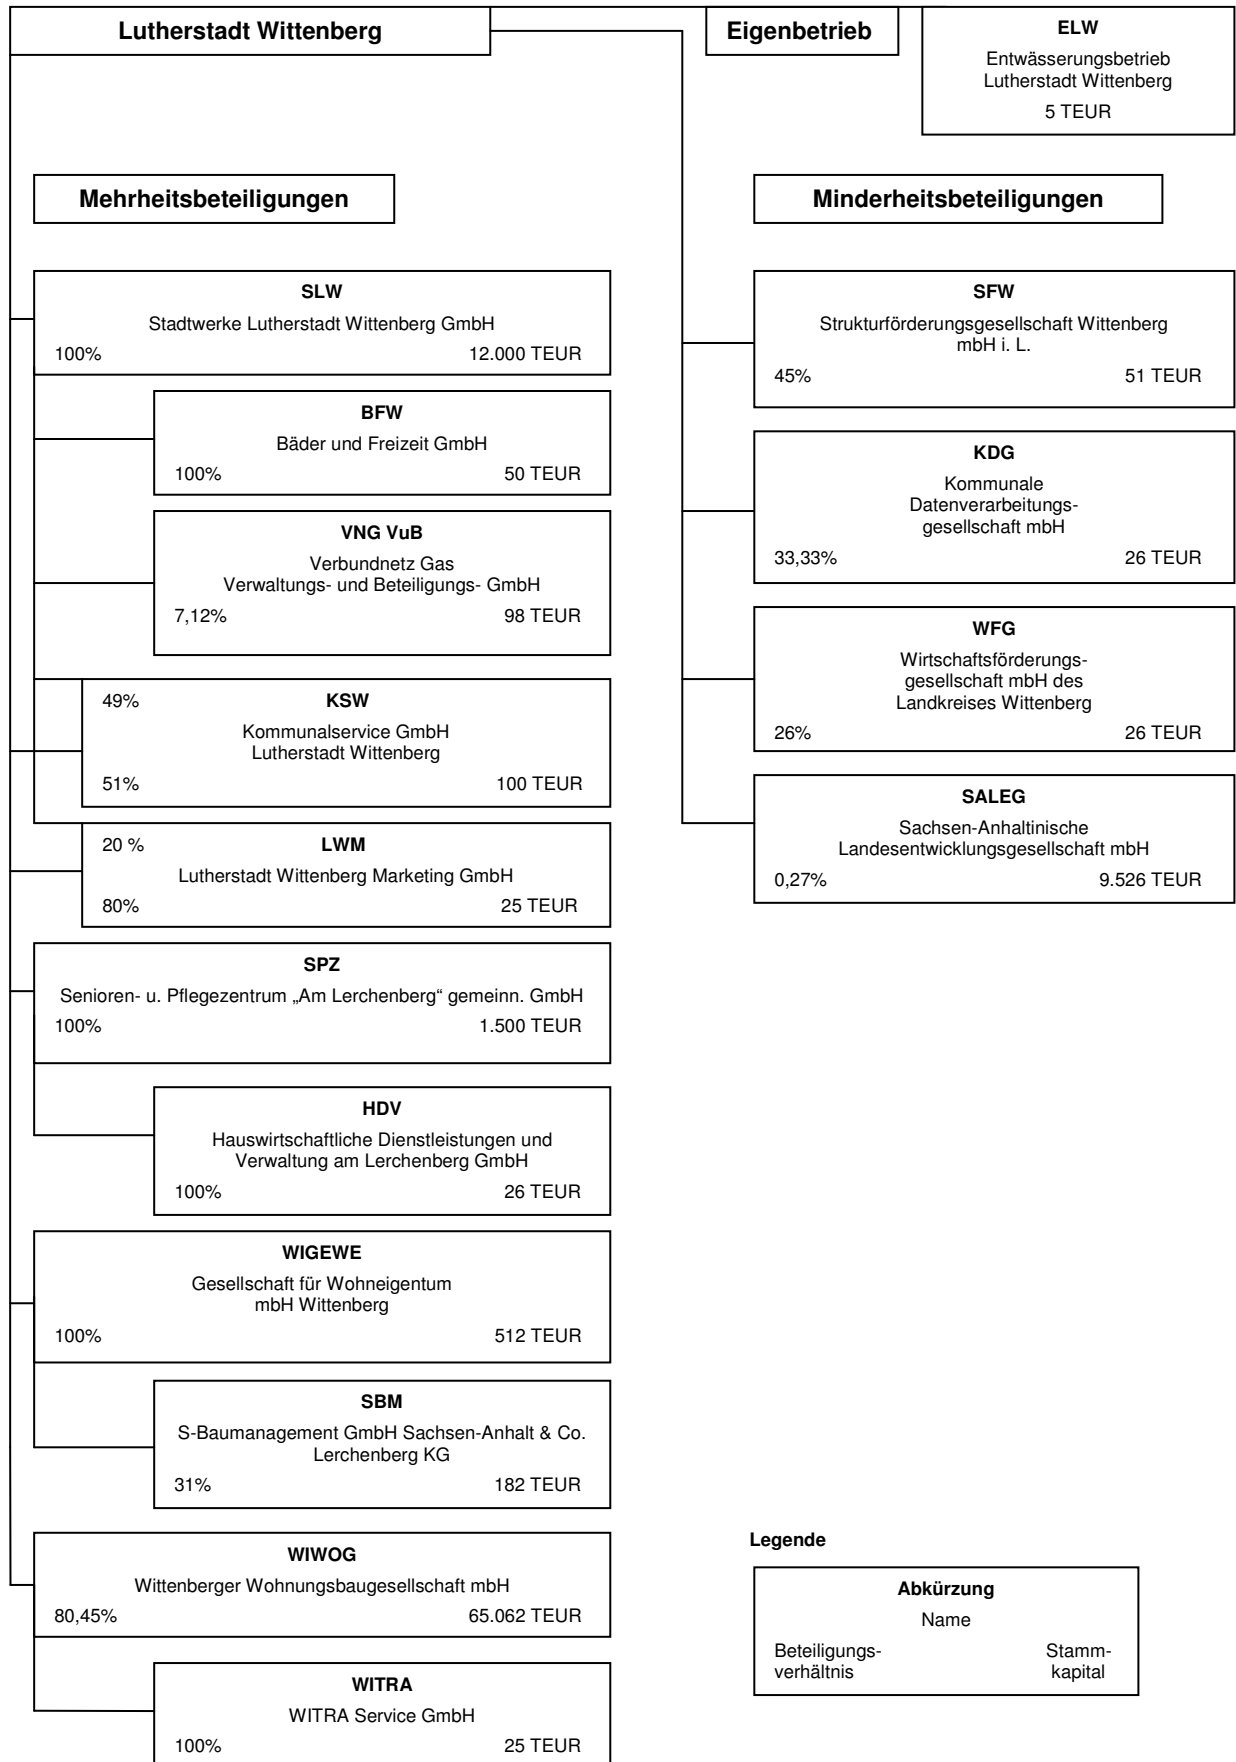 Lutherstadt Wittenberg
Eigenbetrieb
ELW
Entwässerungsbetrieb
Lutherstadt Wittenberg
5 TEUR
Mehrheitsbeteiligungen
SLW
Stadtwerke Lutherstadt Wittenberg GmbH
100% 12.000 TEUR
BFW
Bäder und Freizeit GmbH
100% 50 TEUR
VNG VuB
Verbundnetz Gas
Verwaltungs- und Beteiligungs- GmbH
7,12% 98 TEUR
49% KSW
Kommunalservice GmbH
Lutherstadt Wittenberg
51% 100 TEUR
20 % LWM
Lutherstadt Wittenberg Marketing GmbH
80% 25 TEUR
SPZ
Senioren- u. Pflegezentrum „Am Lerchenberg“ gemeinn. GmbH
100% 1.500 TEUR
HDV
Hauswirtschaftliche Dienstleistungen und
Verwaltung am Lerchenberg GmbH
100% 26 TEUR
WIGEWE
Gesellschaft für Wohneigentum
mbH Wittenberg
100% 512 TEUR
SBM
S-Baumanagement GmbH Sachsen-Anhalt & Co.
Lerchenberg KG
31% 182 TEUR
WIWOG
Wittenberger Wohnungsbaugesellschaft mbH
80,45% 65.062 TEUR
WITRA
WITRA Service GmbH
100% 25 TEUR
Minderheitsbeteiligungen
SFW
Strukturförderungsgesellschaft Wittenberg
mbH i. L.
45% 51 TEUR
KDG
Kommunale
Datenverarbeitungs-
gesellschaft mbH
33,33% 26 TEUR
WFG
Wirtschaftsförderungs-
gesellschaft mbH des
Landkreises Wittenberg
26% 26 TEUR
SALEG
Sachsen-Anhaltinische
Landesentwicklungsgesellschaft mbH
0,27% 9.526 TEUR
Legende
Abkürzung
Name
Beteiligungs- Stamm-
verhältnis kapital